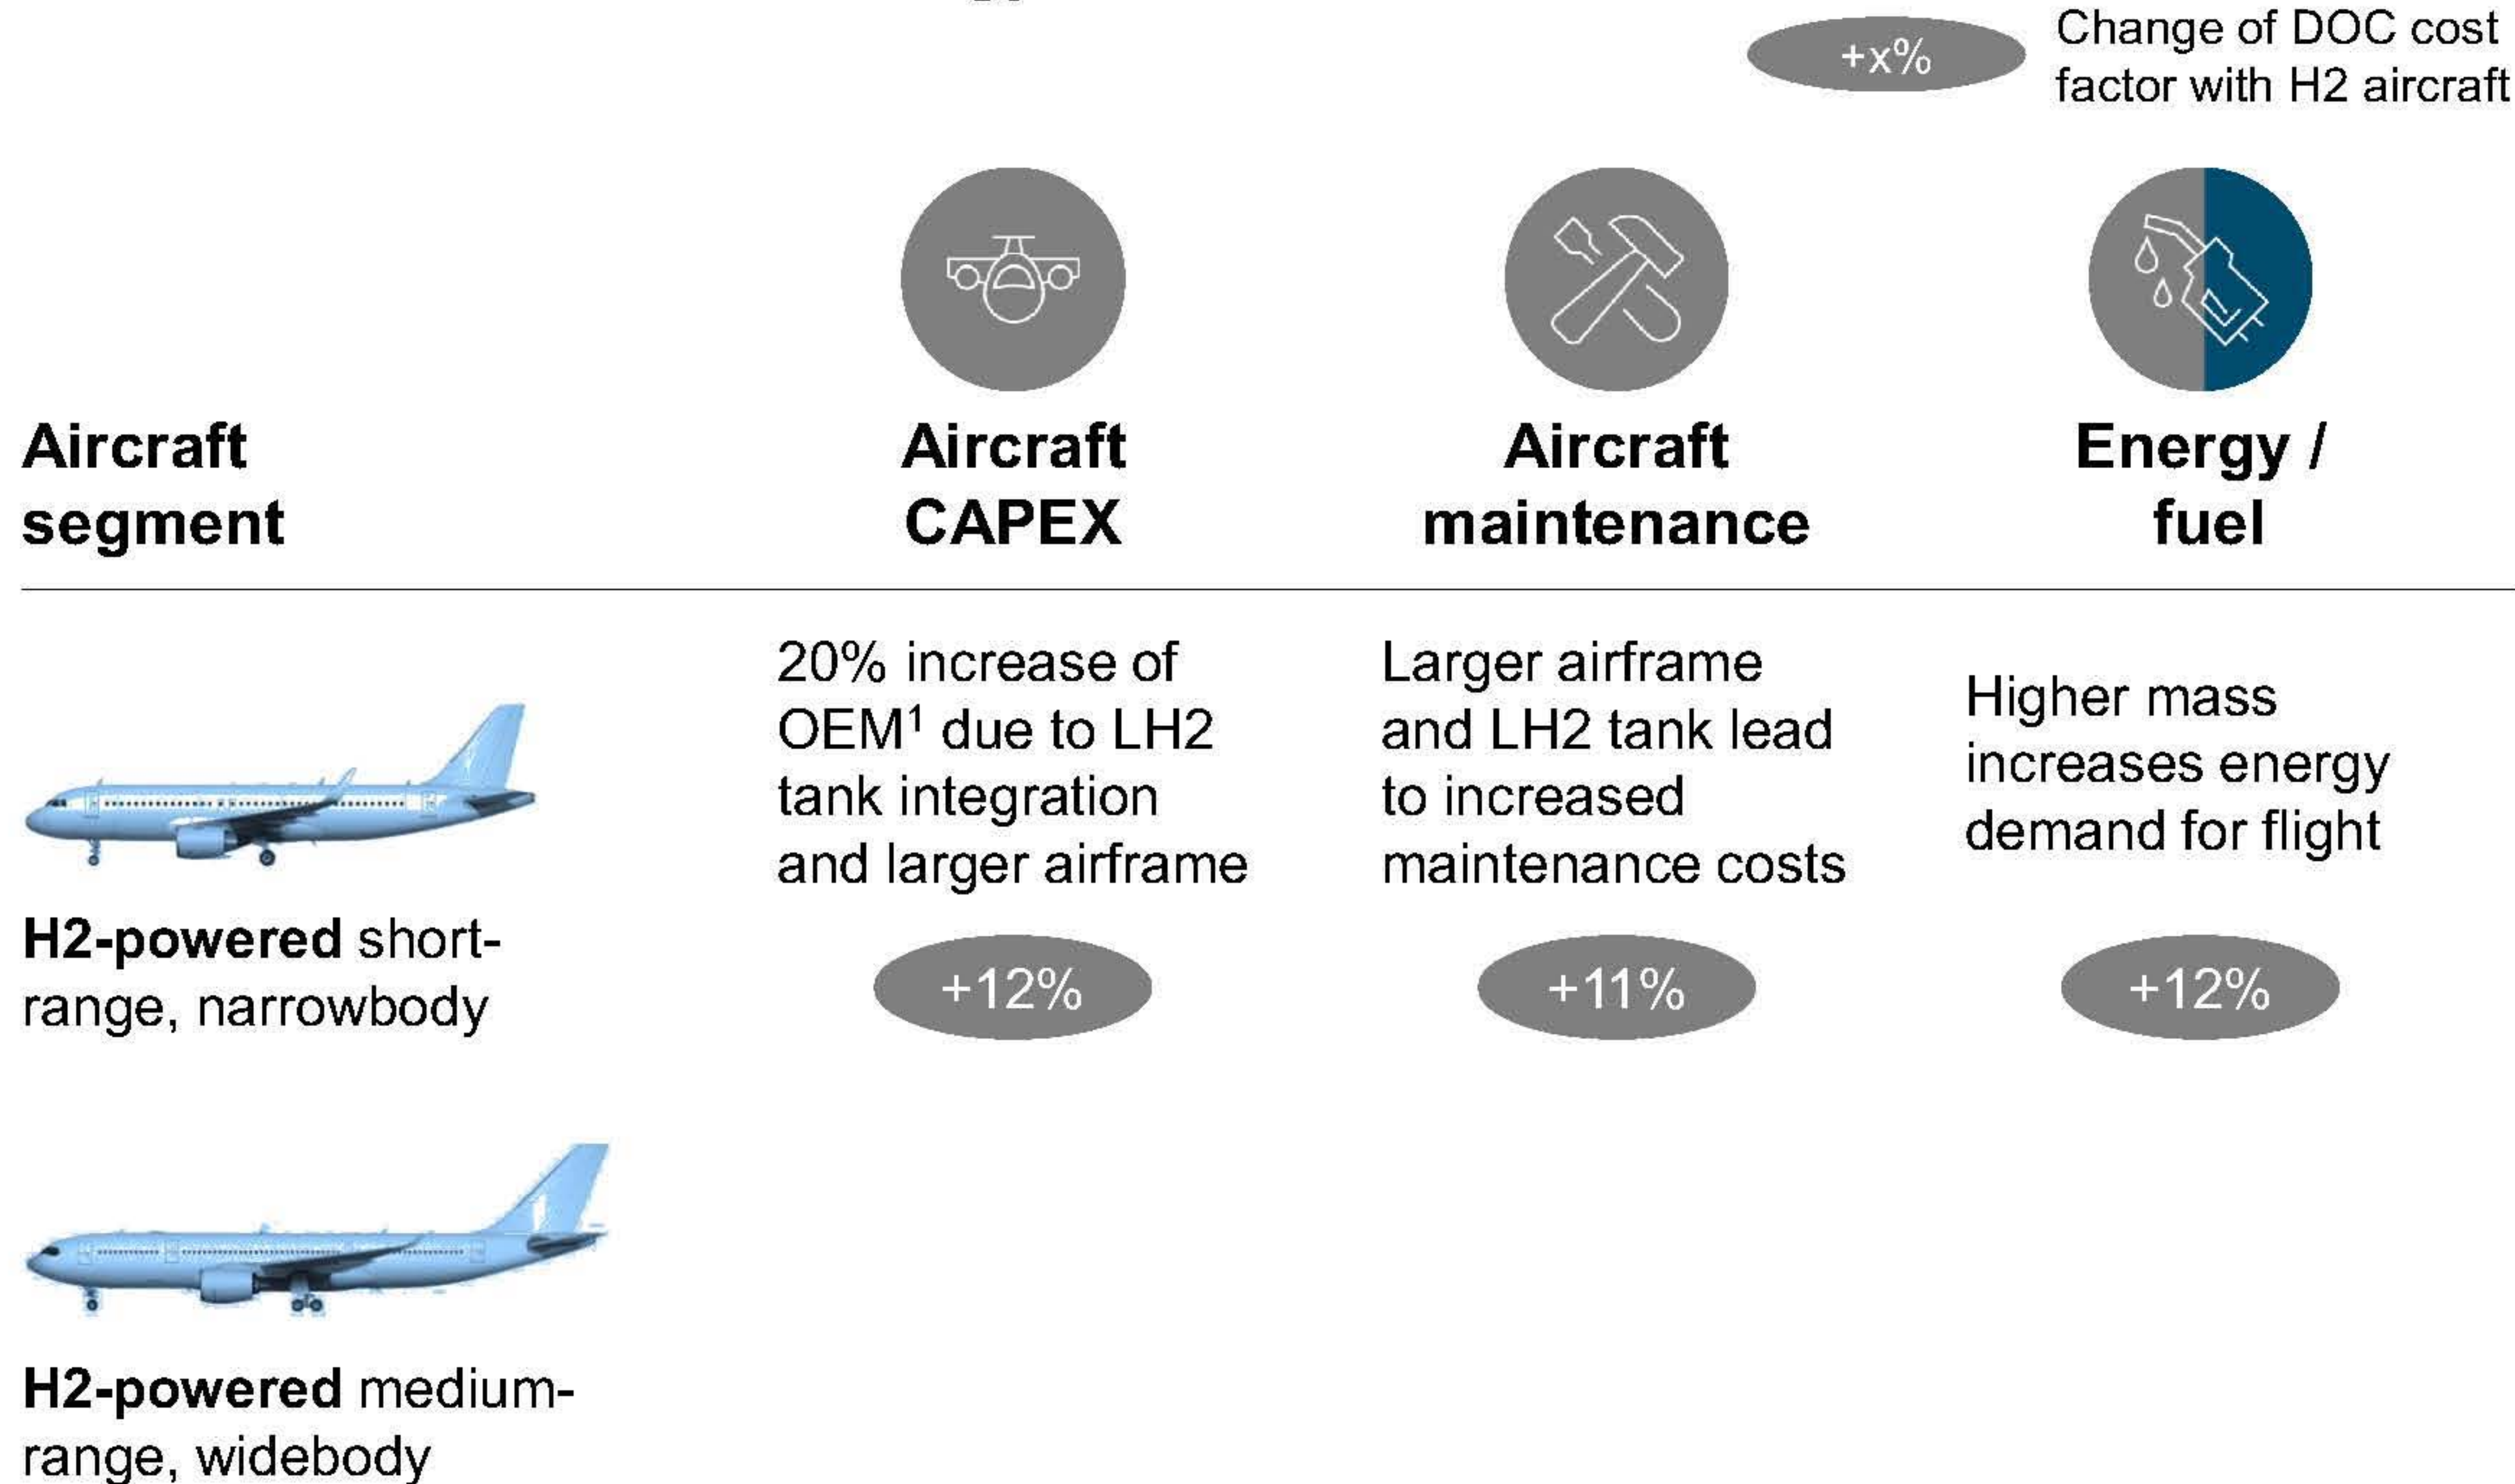 +x%
Change of DOC cost
factor with H2 aircraft
Aircraft
segment
Aircraft
CAPEX
Aircraft
maintenance
Energy /
fuel
20% increase of
OEM¹ due to LH2
tank integration
and larger airframe
Larger airframe
and LH2 tank lead
to increased
maintenance costs
Higher mass
increases energy
demand for flight
H2-powered short-
range, narrowbody
+12%
+11%
+12%
H2-powered medium-
range, widebody